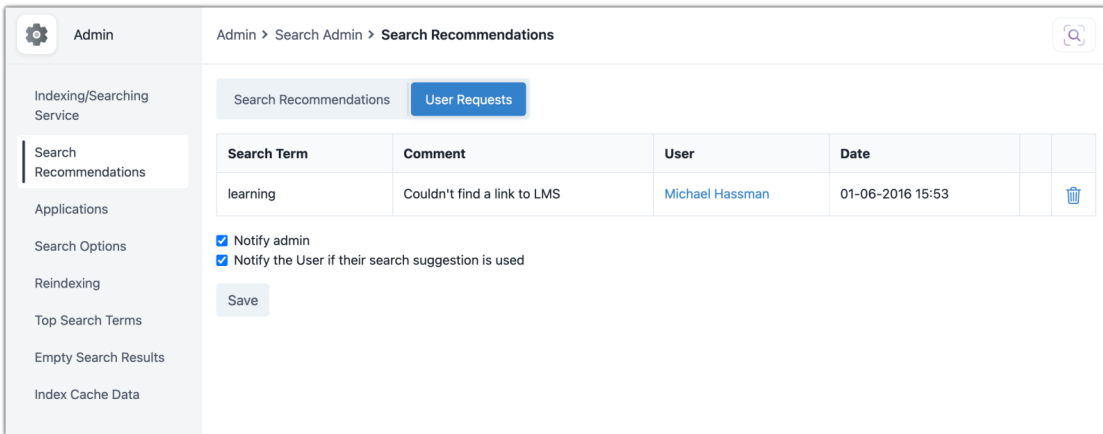 Admin
Admin > Search Admin > Search Recommendations
Indexing/Searching
Service
Search
Recommendations
Applications
Search Options
Reindexing
Top Search Terms
Empty Search Results
Index Cache Data
Search Recommendations
User Requests
Search Term Comment User Date
learning Couldn't find a link to LMS Michael Hassman 01-06-2016 15:53
Notify admin
Notify the User if their search suggestion is used
Save